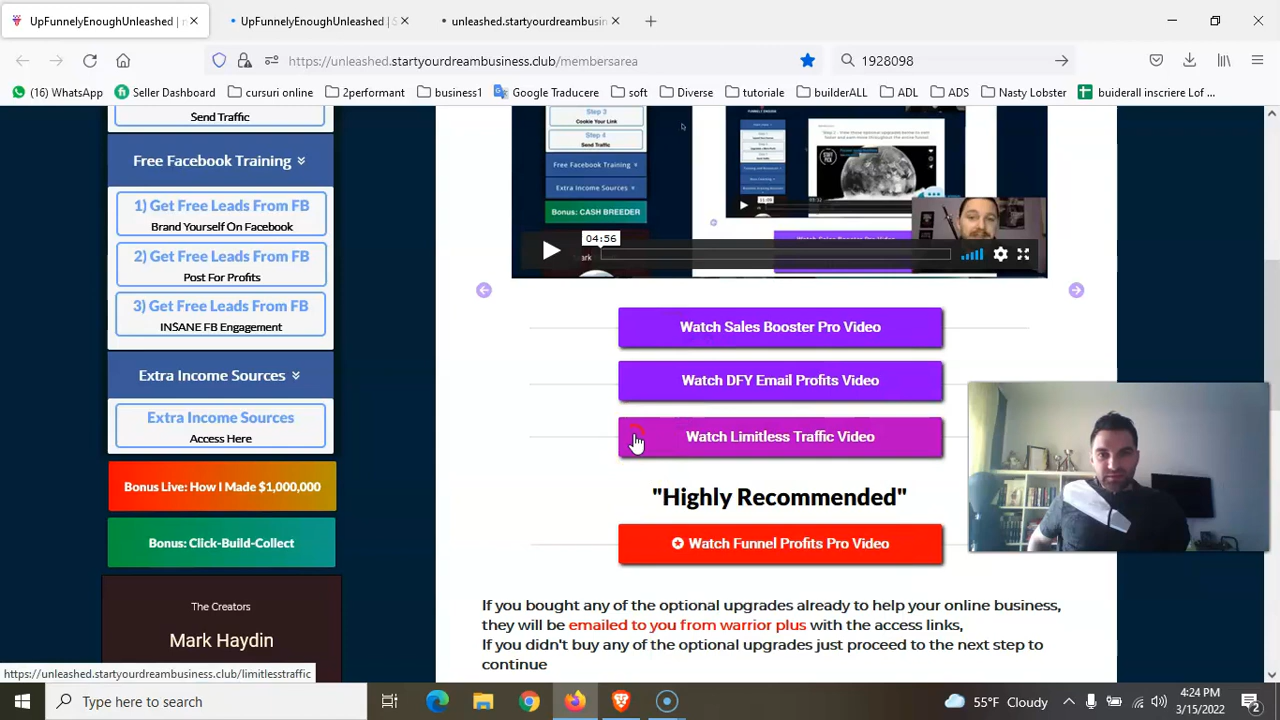 UpFunnelyEnoughUnleashed |
UpFunnelyEnoughUnleashed | S
unleashed.startyourdreambusin
https://unleashed.startyourdreambusiness.club/membersarea
1928098
(16) WhatsApp
Seller Dashboard
cursuri online
2performant
business1
Google Traducere
soft
Diverse
tutoriale
builderALL
ADL
ADS
Nasty Lobster
buiderall inscriere Lof ...
Send Traffic
Free Facebook Training
1) Get Free Leads From FB
Brand Yourself On Facebook
2) Get Free Leads From FB
Post For Profits
3) Get Free Leads From FB
INSANE FB Engagement
Extra Income Sources
Extra Income Sources
Access Here
Bonus Live: How I Made $1,000,000
Bonus: Click-Build-Collect
The Creators
Mark Haydin
Step 3
Cookie Your Link
Step 4
Send Traffic
Free Facebook Training
Extra Income Sources
Bonus: CASH BREEDER
04:56
Watch Sales Booster Pro Video
Watch Sales Booster Pro Video
Watch DFY Email Profits Video
Watch Limitless Traffic Video
"Highly Recommended"
Watch Funnel Profits Pro Video
If you bought any of the optional upgrades already to help your online business,
they will be emailed to you from warrior plus with the access links,
If you didn't buy any of the optional upgrades just proceed to the next step to
continue
https://unleashed.startyourdreambusiness.club/limitlesstraffic
Type here to search
55°F Cloudy
4:24 PM
3/15/2022
2